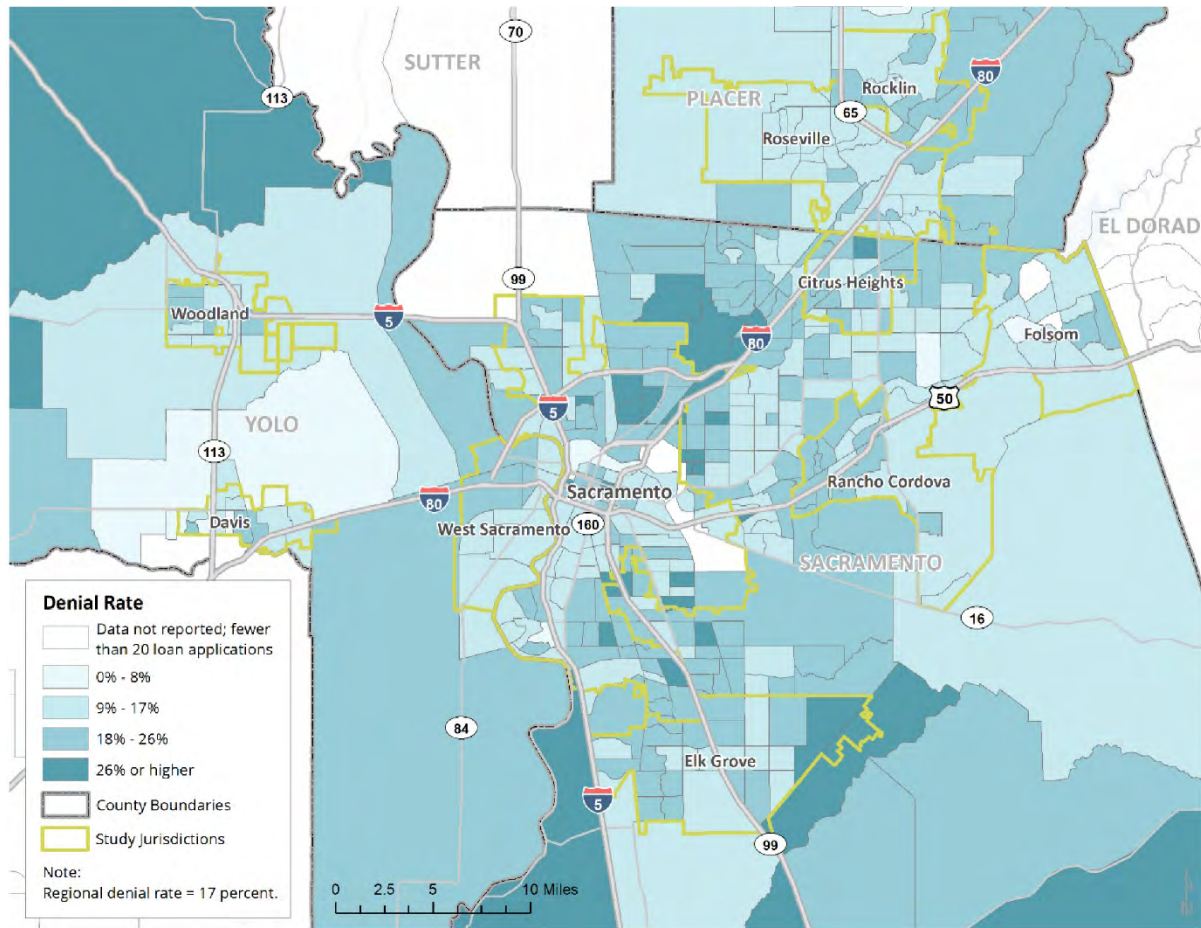 70
SUTTER
113
80
Rocklin
PLACER
65
Roseville
EL DORAD
99
Citrus Heights
Woodland
5
80
Folsom
50
5
YOLO
113
Rancho Cordova
Sacramento
80
Davis
West Sacramento
160
SACRAMENTO
16
84
Elk Grove
5
99
Denial Rate
Data not reported; fewer
than 20 loan applications
0% - 8%
9% - 17%
18% - 26%
26% or higher
County Boundaries
Study Jurisdictions
Note:
Regional denial rate = 17 percent.
0 2.5 5 10 Miles